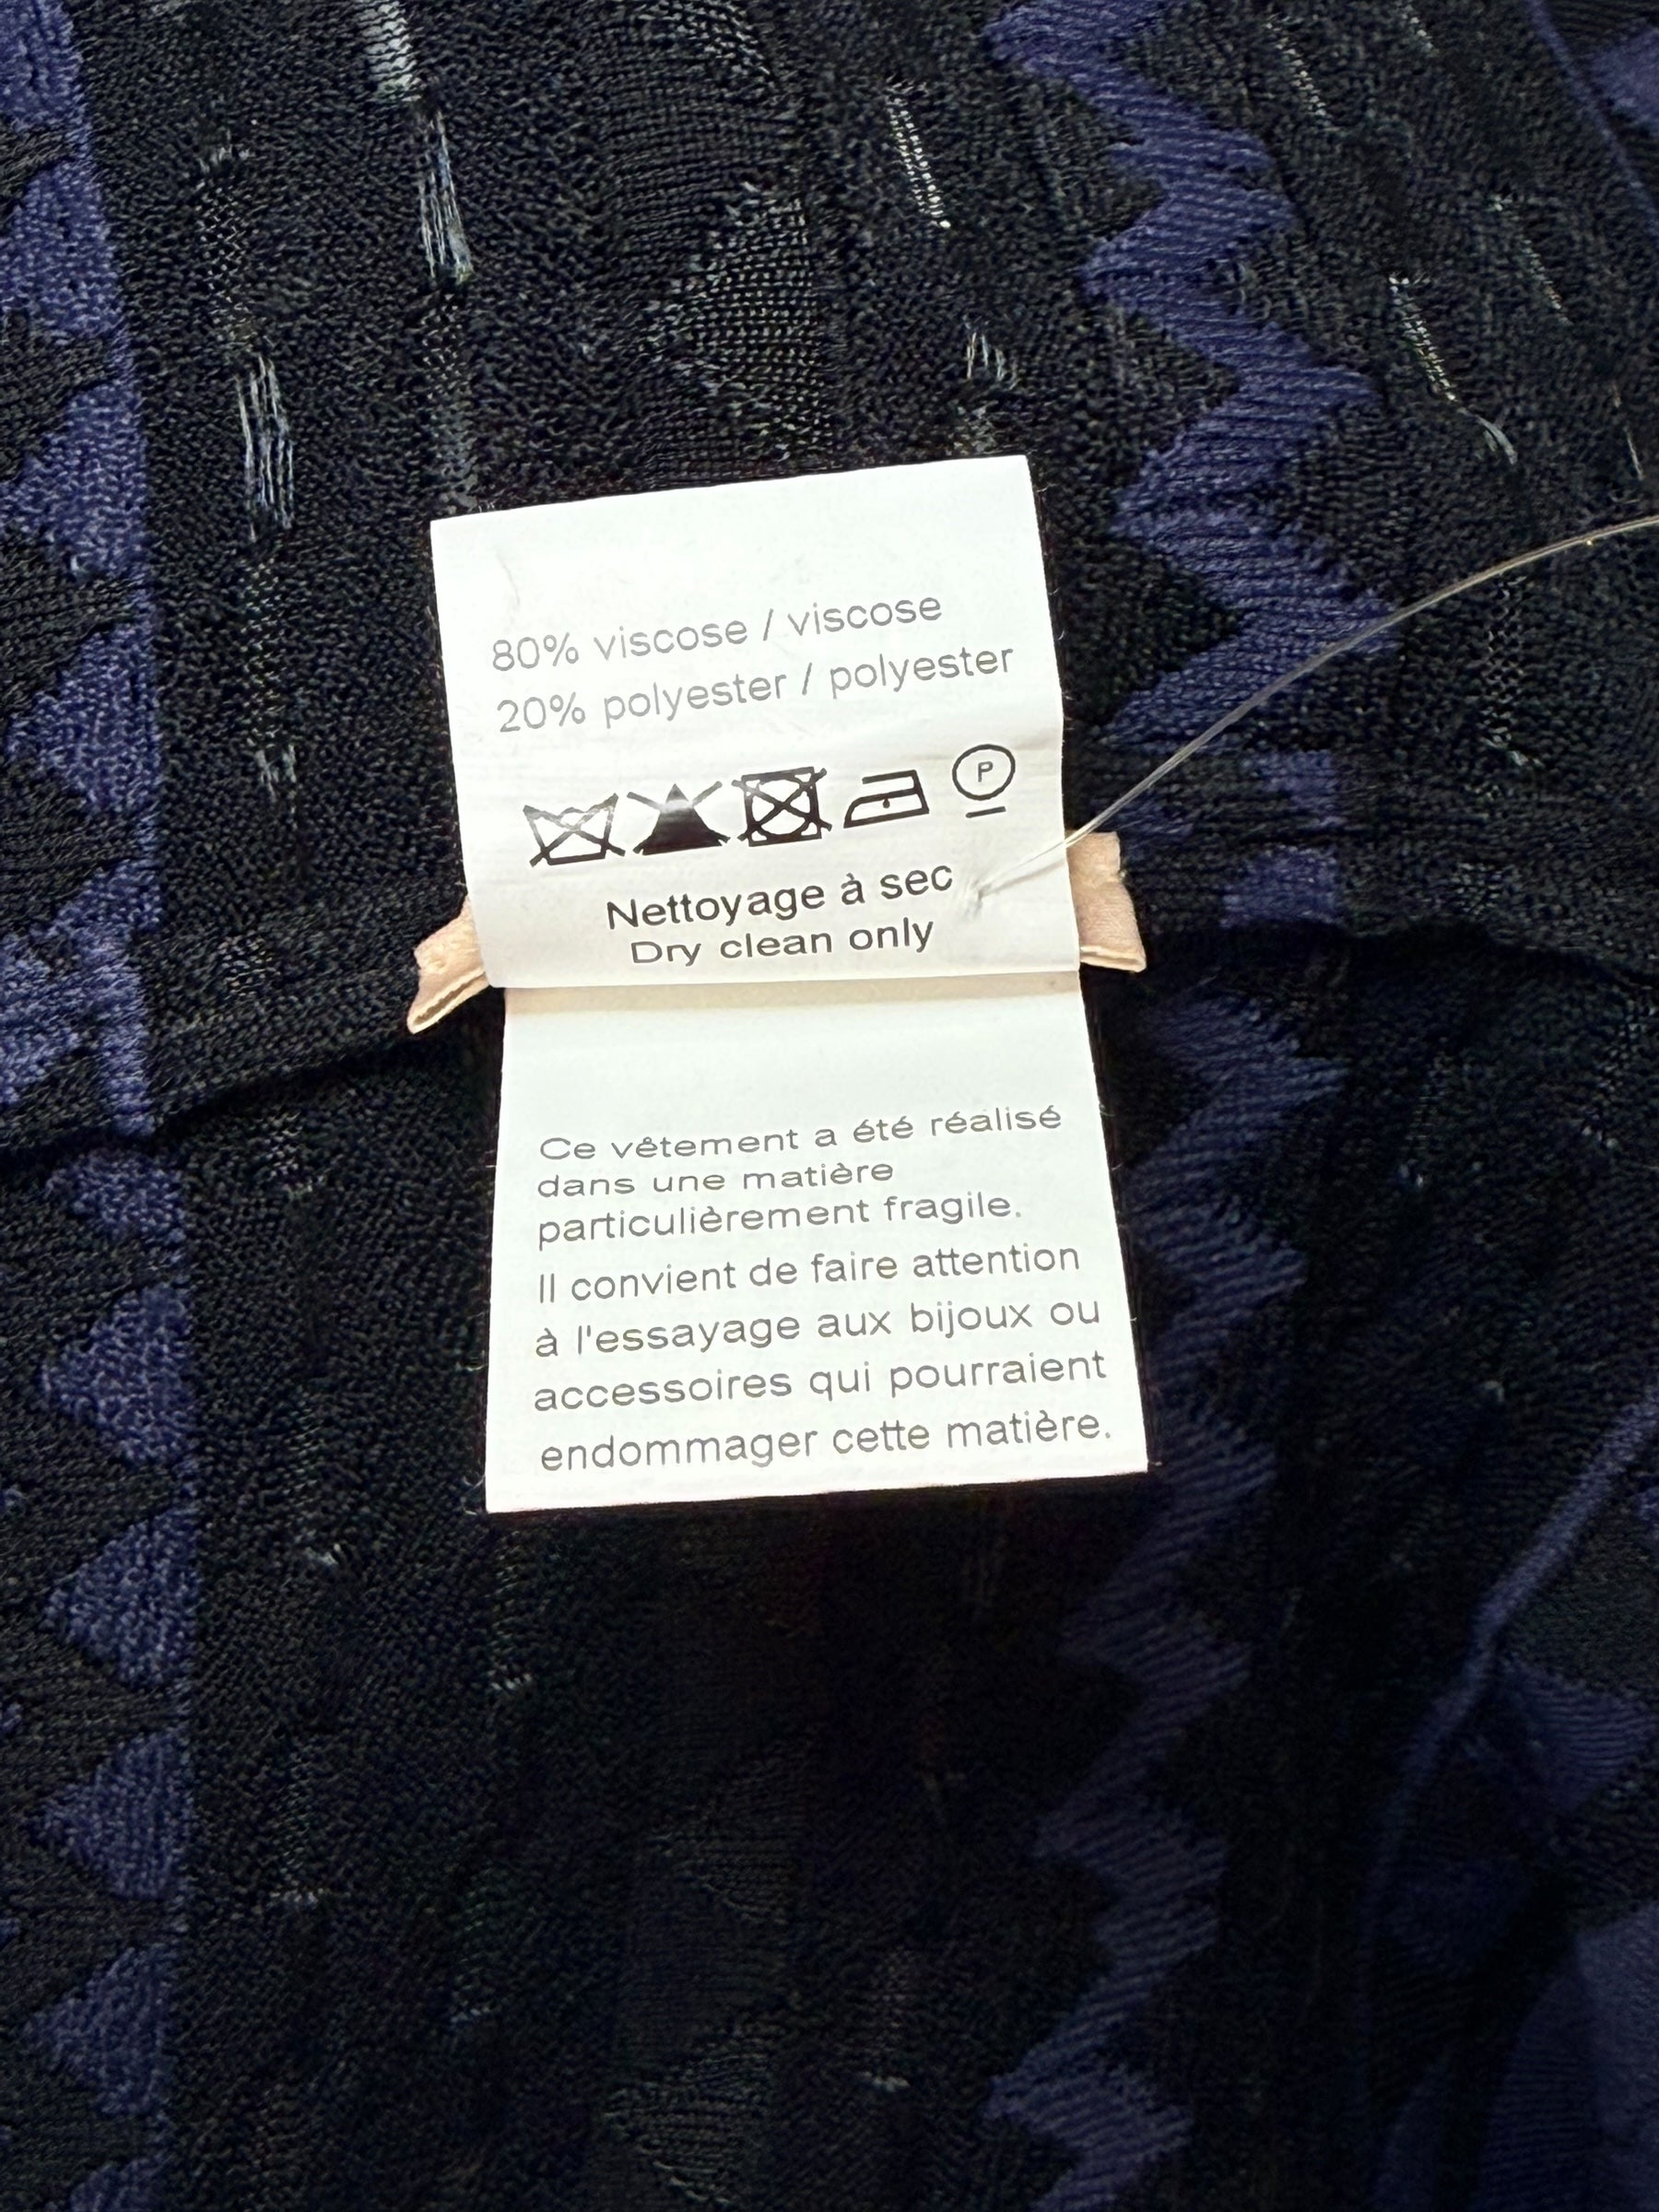 80% viscose / viscose
20% polyester / polyester
P
Nettoyage à sec
Dry clean only
Ce vêtement a été réalisé
dans une matière
particulièrement fragile.
Il convient de faire attention
à l'essayage aux bijoux ou
accessoires qui pourraient
endommager cette matière.